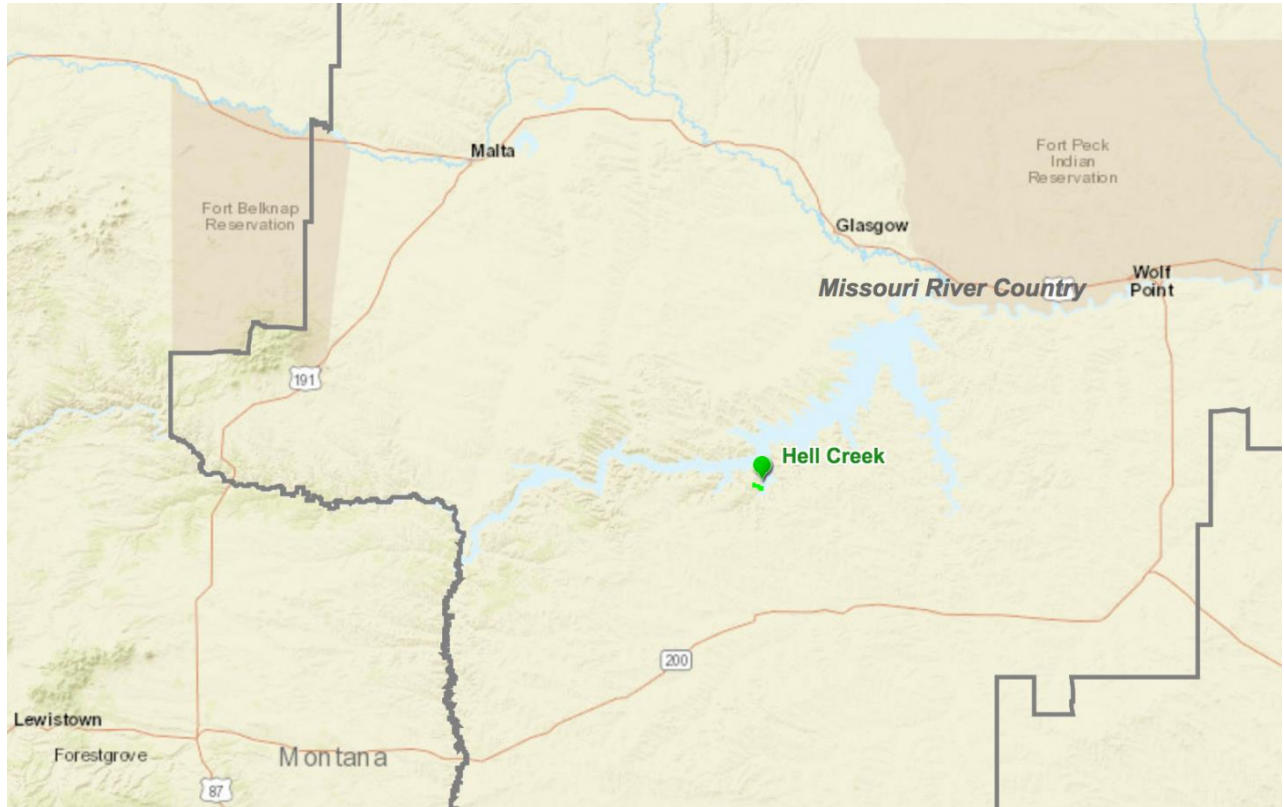 Malta
Fort Peck
Indian
Reservation
Fort Belknap
Reservation
Glasgow
Wolf
Point
Missouri River Country
191
Hell Creek
200
Lewistown
Forestgrove
Montana
87